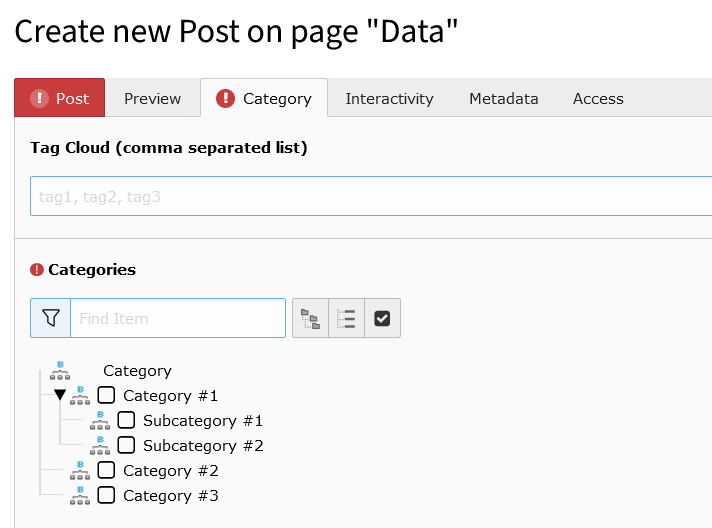 Create new Post on page "Data"
Post Preview Category Interactivity Metadata Access
Tag Cloud (comma separated list)
tag1, tag2, tag3
Categories
Find Item
Category
Category #1
Subcategory #1
Subcategory #2
Category #2
Category #3